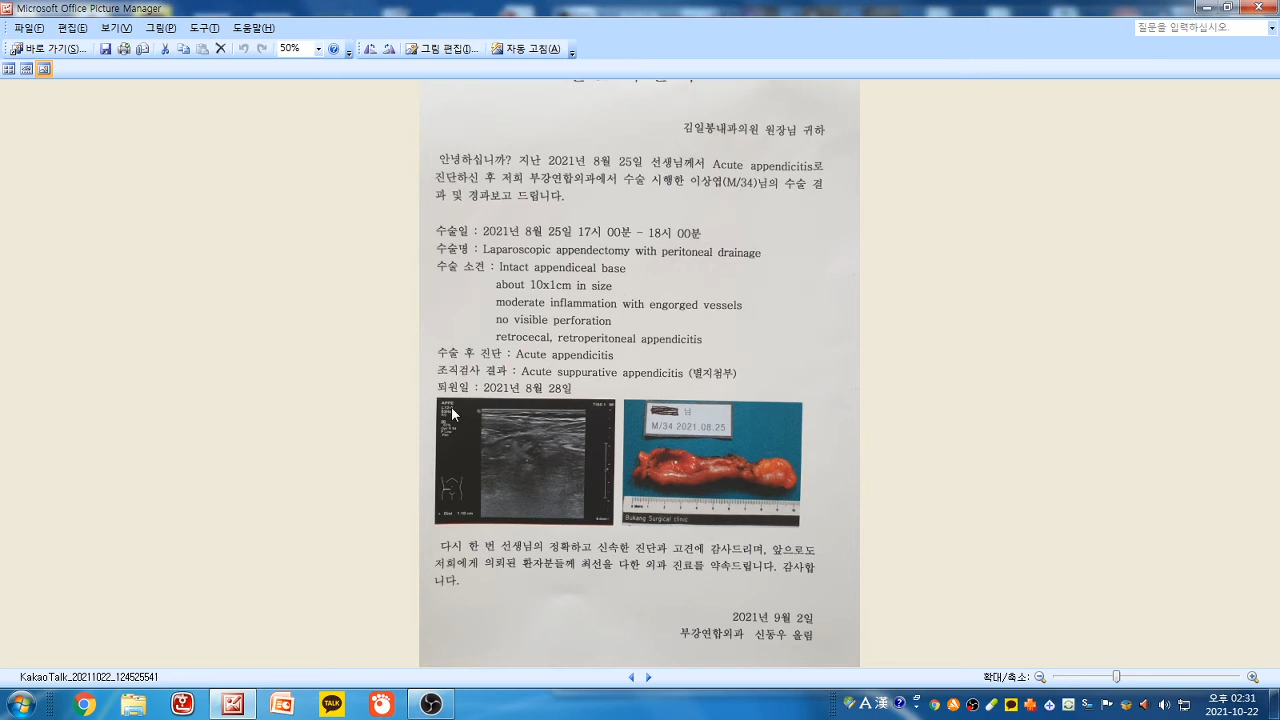 Microsoft Office Picture Manager
파일(F) 편집(E) 보기(V) 그림(P) 도구(T) 도움말(H)
질문을 입력하십시오.
바로 가기(S)... 50% 그림 편집(I)... 자동 고침(A)
김일봉내과의원 원장님 귀하
안녕하십니까? 지난 2021년 8월 25일 선생님께서 Acute appendicitis로
진단하신 후 저희 부강연합외과에서 수술 시행한 이상엽(M/34)님의 수술 결
과 및 경과보고 드립니다.
수술일 : 2021년 8월 25일 17시 00분 - 18시 00분
수술명 : Laparoscopic appendectomy with peritoneal drainage
수술 소견 : Intact appendiceal base
about 10x1cm in size
moderate inflammation with engorged vessels
no visible perforation
retrocecal, retroperitoneal appendicitis
수술 후 진단 : Acute appendicitis
조직검사 결과 : Acute suppurative appendicitis (별지첨부)
퇴원일 : 2021년 8월 28일
APPE
님
M/34 2021.08.25
Bukang Surgical clinic
다시 한 번 선생님의 정확하고 신속한 진단과 고견에 감사드리며, 앞으로도
저희에게 의뢰된 환자분들께 최선을 다한 외과 진료를 약속드립니다. 감사합
니다.
2021년 9월 2일
부강연합외과 신동우 올림
KakaoTalk_20211022_124525541
확대/축소:
TALK
A 漢
오후 02:31
2021-10-22